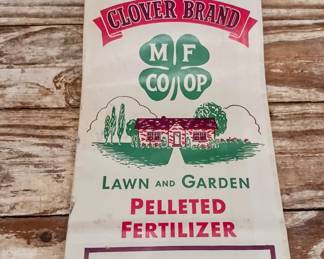 CLOVER BRAND
M F
CO OP
LAWN AND GARDEN
PELLETED
FERTILIZER